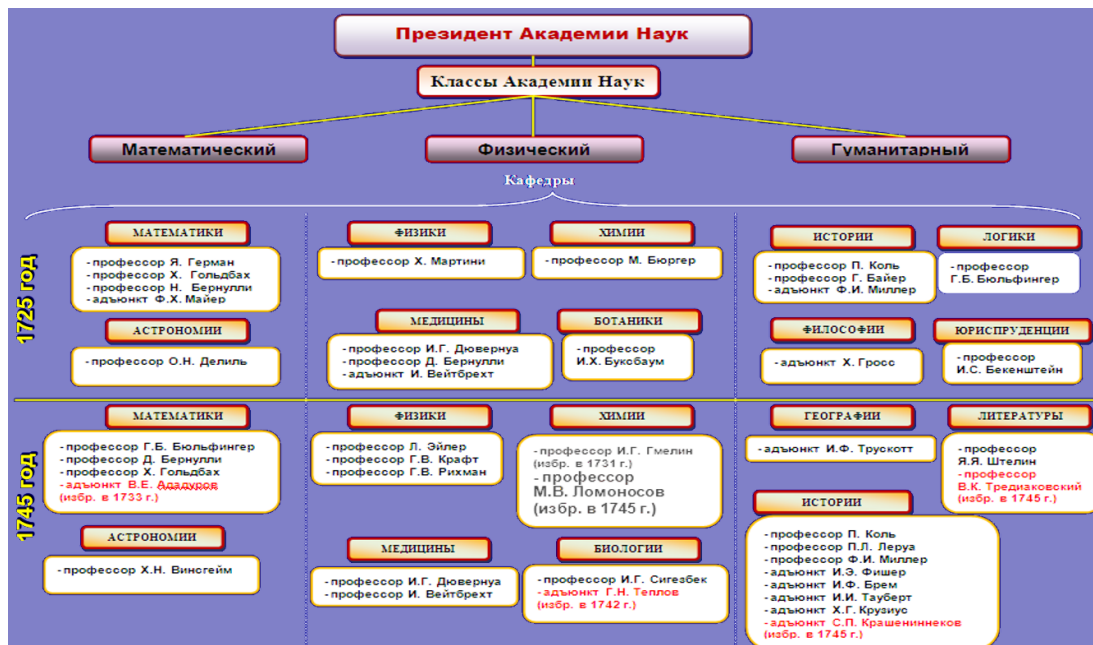 Президент Академии Наук
Классы Академии Наук
Математический
Физический
Гуманитарный
Кафедры
1725 год
МАТЕМАТИКИ
- профессор Я. Герман
- профессор Х. Гольдбах
- профессор Н. Бернулли
- адъюнкт Ф.Х. Майер
АСТРОНОМИИ
- профессор О.Н. Делиль
ФИЗИКИ
- профессор Х. Мартини
ХИМИИ
- профессор М. Бюргер
МЕДИЦИНЫ
- профессор И.Г. Дювернуа
- профессор Д. Бернулли
- адъюнкт И. Вейтбрехт
БОТАНИКИ
- профессор
И.Х. Буксбаум
ИСТОРИИ
- профессор П. Коль
- профессор Г. Байер
- адъюнкт Ф.И. Миллер
ЛОГИКИ
- профессор
Г.Б. Бюльфингер
ФИЛОСОФИИ
- адъюнкт Х. Гросс
ЮРИСПРУДЕНЦИИ
- профессор
И.С. Бекенштейн
1745 год
МАТЕМАТИКИ
- профессор Г.Б. Бюльфингер
- профессор Д. Бернулли
- профессор Х. Гольдбах
- адъюнкт В.Е. Ададуров
(избр. в 1733 г.)
АСТРОНОМИИ
- профессор Х.Н. Винсгейм
ФИЗИКИ
- профессор Л. Эйлер
- профессор Г.В. Крафт
- профессор Г.В. Рихман
ХИМИИ
- профессор И.Г. Гмелин
(избр. в 1731 г.)
- профессор
М.В. Ломоносов
(избр. в 1745 г.)
МЕДИЦИНЫ
- профессор И.Г. Дювернуа
- профессор И. Вейтбрехт
БИОЛОГИИ
- профессор И.Г. Сигезбек
- адъюнкт Г.Н. Теплов
(избр. в 1742 г.)
ГЕОГРАФИИ
- адъюнкт И.Ф. Трускотт
ЛИТЕРАТУРЫ
- профессор
Я.Я. Штелин
- профессор
В.К. Тредиаковский
(избр. в 1745 г.)
ИСТОРИИ
- профессор П. Коль
- профессор П.Л. Леруа
- профессор Ф.И. Миллер
- адъюнкт И.Э. Фишер
- адъюнкт И.Ф. Брем
- адъюнкт И.И. Тауберт
- адъюнкт Х.Г. Крузиус
- адъюнкт С.П. Крашениннеков
(избр. в 1745 г.)